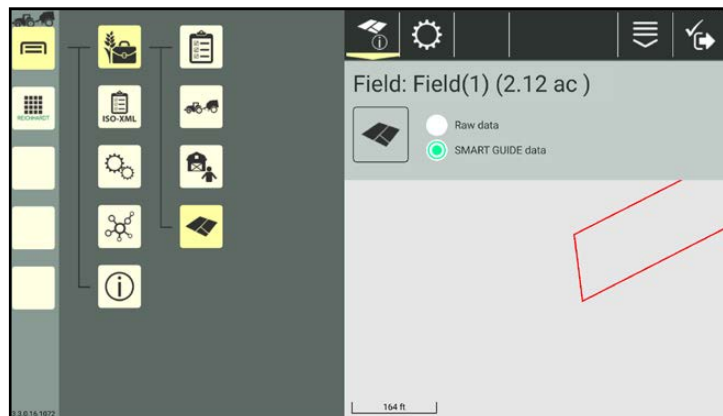 Field: Field(1) (2.12 ac )
Raw data
SMART GUIDE data
REICHHARDT
ISO-XML
164 ft